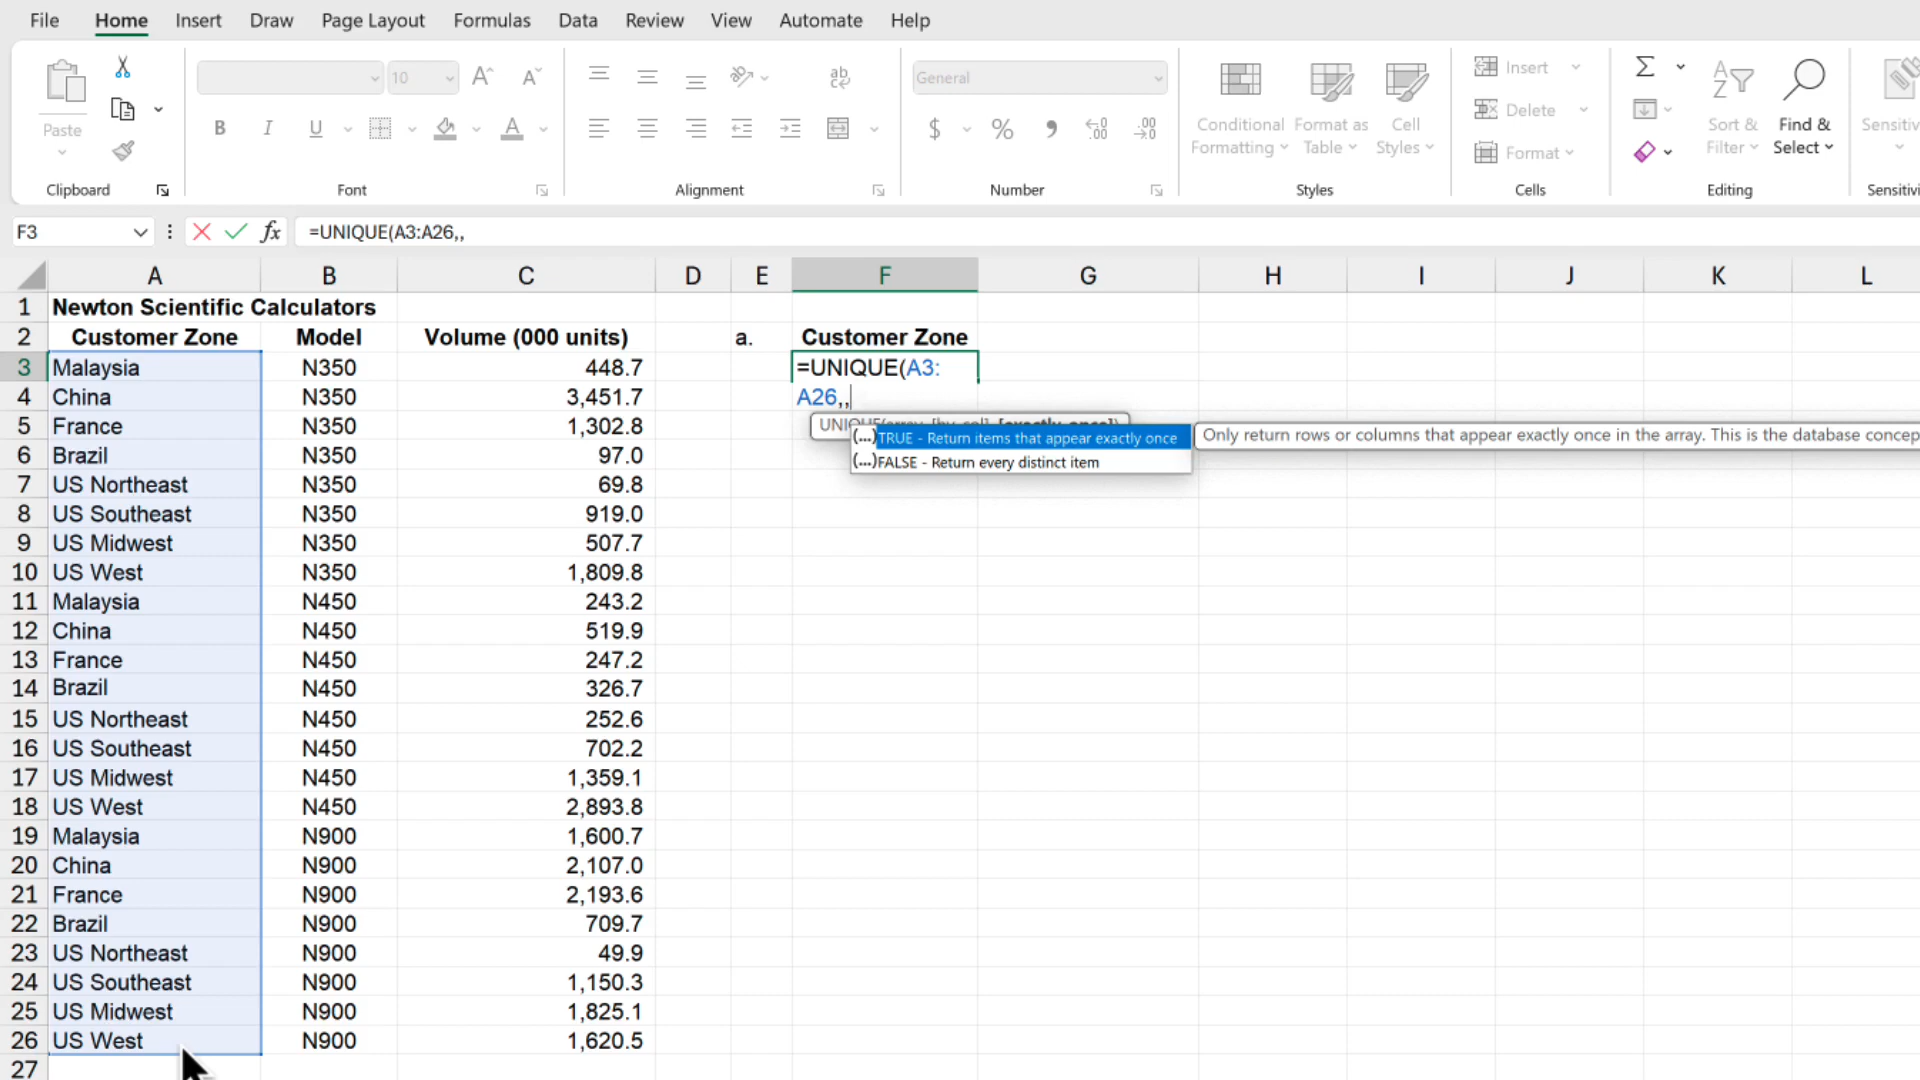 File Home Insert Draw Page Layout Formulas Data Review View Automate Help
10 General Insert
Delete
Paste Conditional Formatting Format as Table Cell Styles Format Sort & Filter Find & Select
Clipboard Font Alignment Number Styles Cells Editing
F3 fx =UNIQUE(A3:A26,,
A B C D E F G H I J K L
1 Newton Scientific Calculators
2 Customer Zone Model Volume (000 units) a. Customer Zone
3 Malaysia N350 448.7 =UNIQUE(A3:
4 China N350 3,451.7 A26,,
5 France N350 1,302.8
(...)TRUE - Return items that appear exactly once Only return rows or columns that appear exactly once in the array. This is the database
6 Brazil N350 97.0 (...)FALSE - Return every distinct item
7 US Northeast N350 69.8
8 US Southeast N350 919.0
9 US Midwest N350 507.7
10 US West N350 1,809.8
11 Malaysia N450 243.2
12 China N450 519.9
13 France N450 247.2
14 Brazil N450 326.7
15 US Northeast N450 252.6
16 US Southeast N450 702.2
17 US Midwest N450 1,359.1
18 US West N450 2,893.8
19 Malaysia N900 1,600.7
20 China N900 2,107.0
21 France N900 2,193.6
22 Brazil N900 709.7
23 US Northeast N900 49.9
24 US Southeast N900 1,150.3
25 US Midwest N900 1,825.1
26 US West N900 1,620.5
27